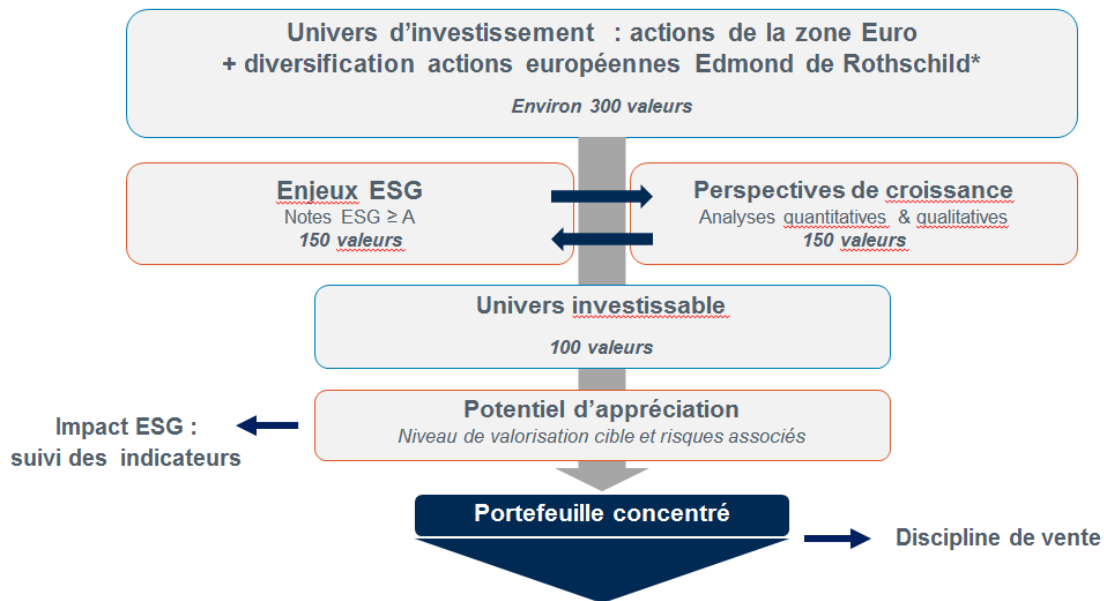 Univers d’investissement : actions de la zone Euro
+ diversification actions européennes Edmond de Rothschild*
Environ 300 valeurs
Enjeux ESG
Notes ESG ≥ A
150 valeurs
Perspectives de croissance
Analyses quantitatives & qualitatives
150 valeurs
Univers investissable
100 valeurs
Potentiel d’appréciation
Niveau de valorisation cible et risques associés
Impact ESG :
suivi des indicateurs
Portefeuille concentré
Discipline de vente